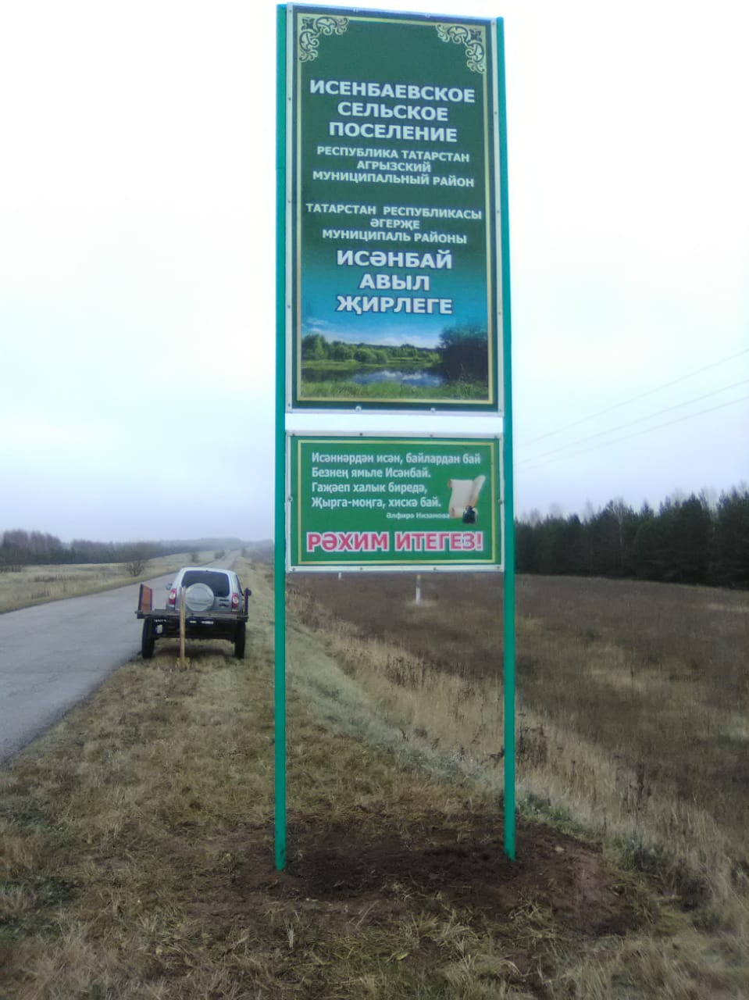 ИСЕНБАЕВСКОЕ
СЕЛЬСКОЕ
ПОСЕЛЕНИЕ
РЕСПУБЛИКА ТАТАРСТАН
АГРЫЗСКИЙ
МУНИЦИПАЛЬНЫЙ РАЙОН
ТАТАРСТАН РЕСПУБЛИКАСЫ
ӘГЕРҖЕ
МУНИЦИПАЛЬ РАЙОНЫ
ИСӘНБАЙ
АВЫЛ
ҖИРЛЕГЕ
Исәннәрдән исән, байлардан бай
Безнең ямьле Исәнбай.
Гаҗәеп халык биредә,
Җырга-моңга, хискә бай.
Әлфирә Низамова
РӘХИМ ИТЕГЕЗ!